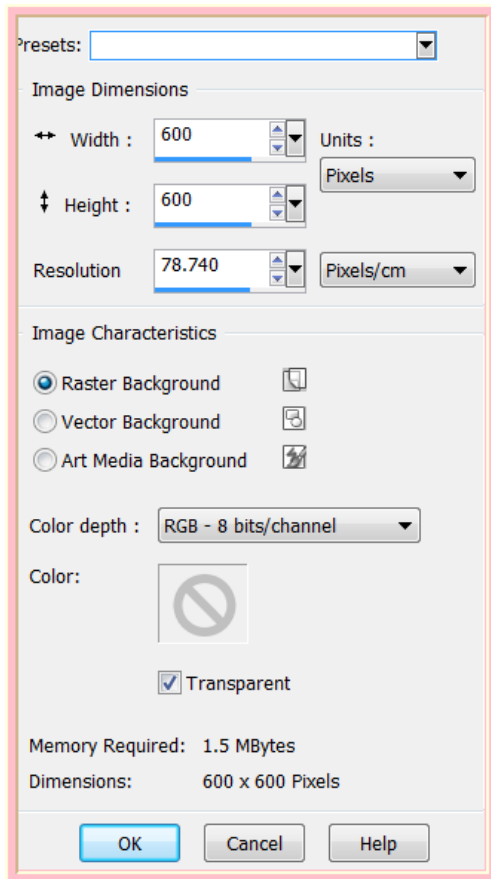 Presets:
Image Dimensions
Width : 600 Units :
Pixels
Height : 600
Resolution 78.740 Pixels/cm
Image Characteristics
Raster Background
Vector Background
Art Media Background
Color depth : RGB - 8 bits/channel
Color:
Transparent
Memory Required: 1.5 MBytes
Dimensions: 600 x 600 Pixels
OK Cancel Help